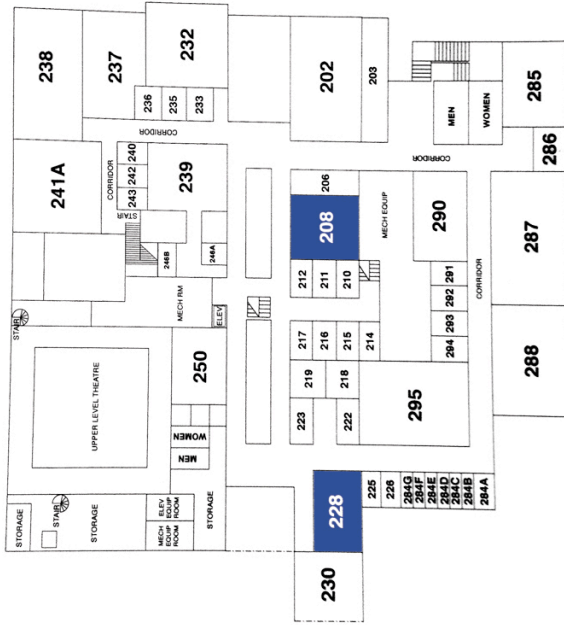 238
237
232
236
235
233
CORRIDOR
202
203
MEN
WOMEN
285
286
CORRIDOR
241A
CORRIDOR
240
242
243
239
STAIR
246B
246A
206
208
MECH EQUIP
290
287
212
211
210
291
292
293
294
CORRIDOR
288
STAIR
MECH RM
ELEV
217
216
215
214
219
218
223
222
295
UPPER LEVEL THEATRE
250
WOMEN
MEN
STORAGE
STAIR
STORAGE
MECH
EQUIP
ROOM
ELEV
EQUIP
ROOM
STORAGE
228
225
226
284G
284F
284E
284D
284C
284B
284A
230